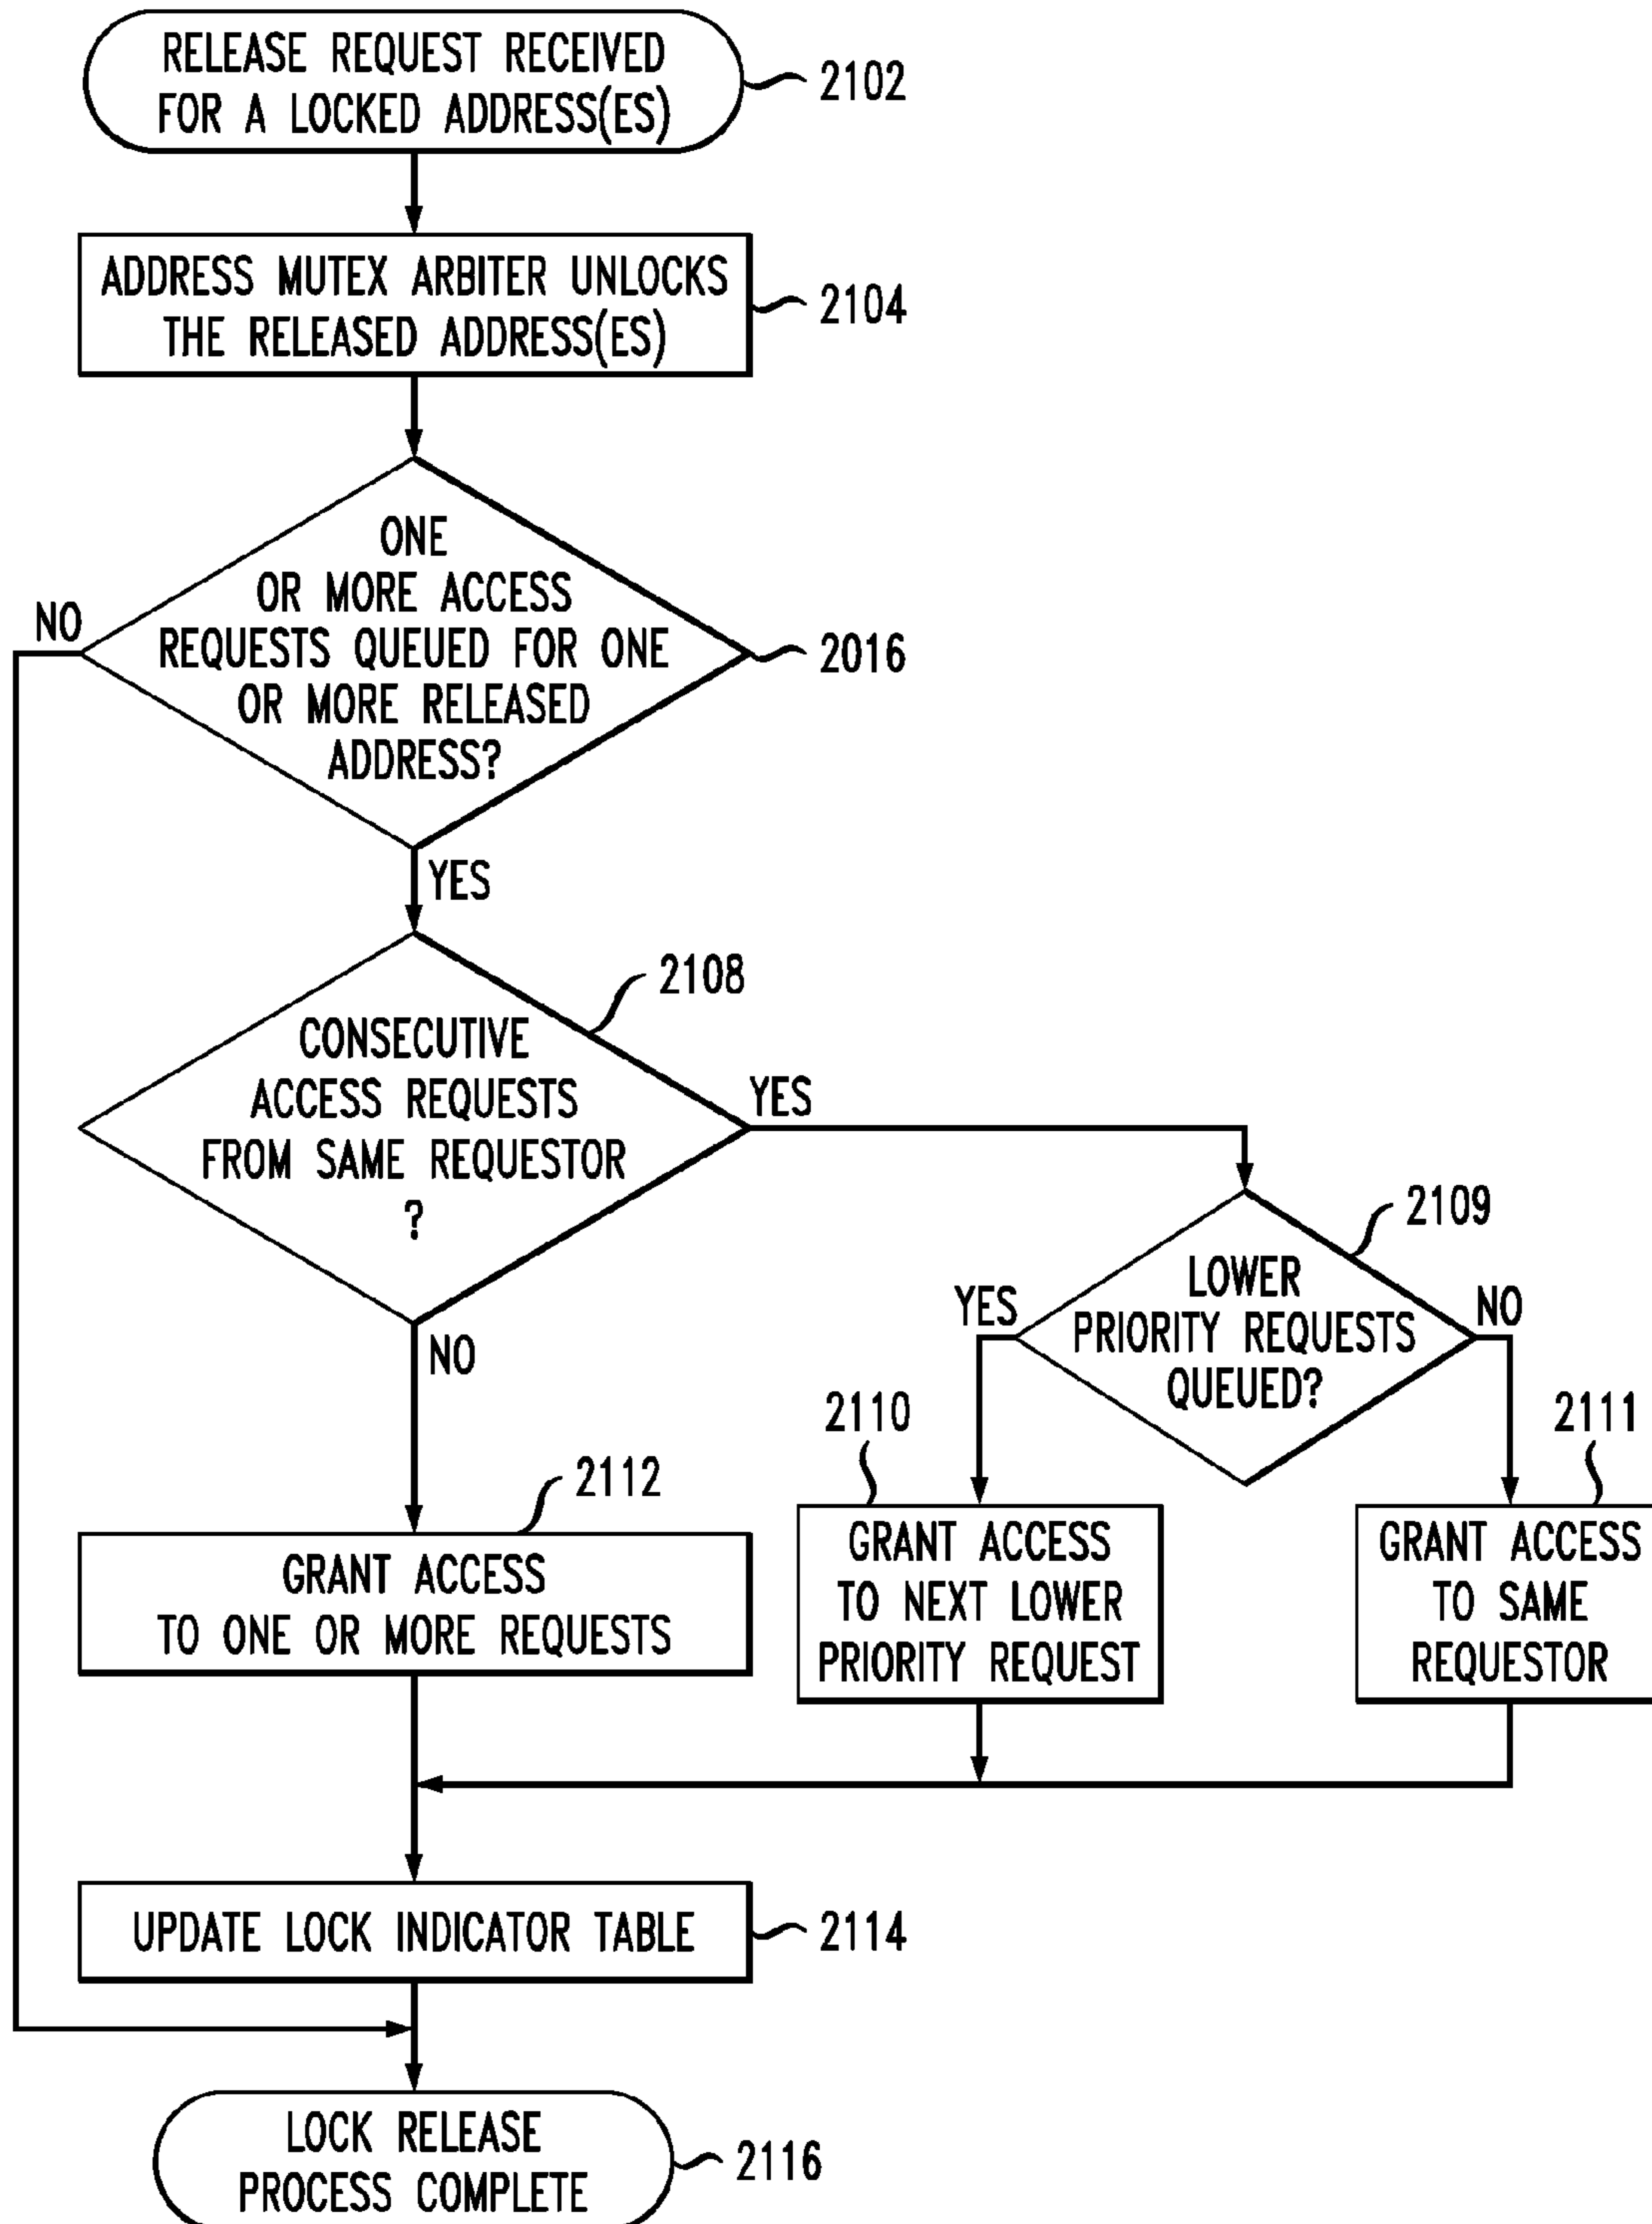 RELEASE REQUEST RECEIVED
FOR A LOCKED ADDRESS(ES)
2102
ADDRESS MUTEX ARBITER UNLOCKS
THE RELEASED ADDRESS(ES)
2104
ONE
OR MORE ACCESS
REQUESTS QUEUED FOR ONE
OR MORE RELEASED
ADDRESS?
NO
2016
YES
2108
CONSECUTIVE
ACCESS REQUESTS
FROM SAME REQUESTOR
?
YES
NO
2109
LOWER
PRIORITY REQUESTS
QUEUED?
YES
NO
2110
2111
2112
GRANT ACCESS
TO ONE OR MORE REQUESTS
GRANT ACCESS
TO NEXT LOWER
PRIORITY REQUEST
GRANT ACCESS
TO SAME
REQUESTOR
UPDATE LOCK INDICATOR TABLE
2114
LOCK RELEASE
PROCESS COMPLETE
2116